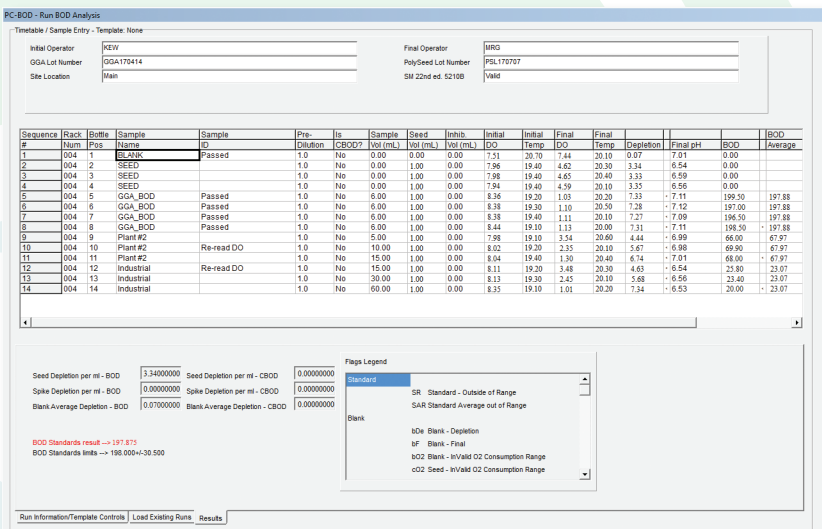 PC-BOD - Run BOD Analysis
Timetable / Sample Entry - Template: None
Initial Operator KEW Final Operator MRG
GGA Lot Number GGA170414 PolySeed Lot Number PSL170707
Site Location Main SM 22nd ed. 5210B Valid
Sequence Rack Bottle Sample Sample Pre- Is Sample Seed Inhib. Initial Initial Final Final BOD
# Num Pos Name ID Dilution CBOD? Vol (mL) Vol (mL) Vol (mL) DO Temp DO Temp Depletion Final pH BOD Average
1 004 1 BLANK Passed 1.0 No 0.00 0.00 0.00 7.51 20.70 7.44 20.10 0.07 7.01 0.00
2 004 2 SEED 1.0 No 0.00 1.00 0.00 7.96 19.40 4.62 20.30 3.34 6.54 0.00
3 004 3 SEED 1.0 No 0.00 1.00 0.00 7.98 19.40 4.65 20.40 3.33 6.59 0.00
4 004 4 SEED 1.0 No 0.00 1.00 0.00 7.94 19.40 4.59 20.10 3.35 6.56 0.00
5 004 5 GGA_BOD Passed 1.0 No 6.00 1.00 0.00 8.36 19.20 1.03 20.20 7.33 7.11 199.50 197.88
6 004 6 GGA_BOD Passed 1.0 No 6.00 1.00 0.00 8.38 19.30 1.10 20.50 7.28 7.12 197.00 197.88
7 004 7 GGA_BOD Passed 1.0 No 6.00 1.00 0.00 8.38 19.40 1.11 20.10 7.27 7.09 196.50 197.88
8 004 8 GGA_BOD Passed 1.0 No 6.00 1.00 0.00 8.44 19.10 1.13 20.00 7.31 7.11 198.50 197.88
9 004 9 Plant #2 1.0 No 5.00 1.00 0.00 7.98 19.10 3.54 20.60 4.44 6.99 66.00 67.97
10 004 10 Plant #2 Re-read DO 1.0 No 10.00 1.00 0.00 8.02 19.20 2.35 20.10 5.67 6.98 69.90 67.97
11 004 11 Plant #2 1.0 No 15.00 1.00 0.00 8.04 19.40 1.30 20.40 6.74 7.01 68.00 67.97
12 004 12 Industrial Re-read DO 1.0 No 15.00 1.00 0.00 8.11 19.20 3.48 20.30 4.63 6.54 25.80 23.07
13 004 13 Industrial 1.0 No 30.00 1.00 0.00 8.13 19.30 2.45 20.10 5.68 6.56 23.40 23.07
14 004 14 Industrial 1.0 No 60.00 1.00 0.00 8.35 19.10 1.01 20.20 7.34 6.53 20.00 23.07
Seed Depletion per ml - BOD 3.34000000 Seed Depletion per ml - CBOD 0.00000000
Spike Depletion per ml - BOD 0.00000000 Spike Depletion per ml - CBOD 0.00000000
Blank Average Depletion - BOD 0.07000000 Blank Average Depletion - CBOD 0.00000000
BOD Standards result --> 197.875
BOD Standards limits --> 198.000+/-30.500
Flags Legend
Standard
SR Standard - Outside of Range
SAR Standard Average out of Range
Blank
bDe Blank - Depletion
bF Blank - Final
bO2 Blank - InValid O2 Consumption Range
cO2 Seed - InValid O2 Consumption Range
Run Information/Template Controls Load Existing Runs Results